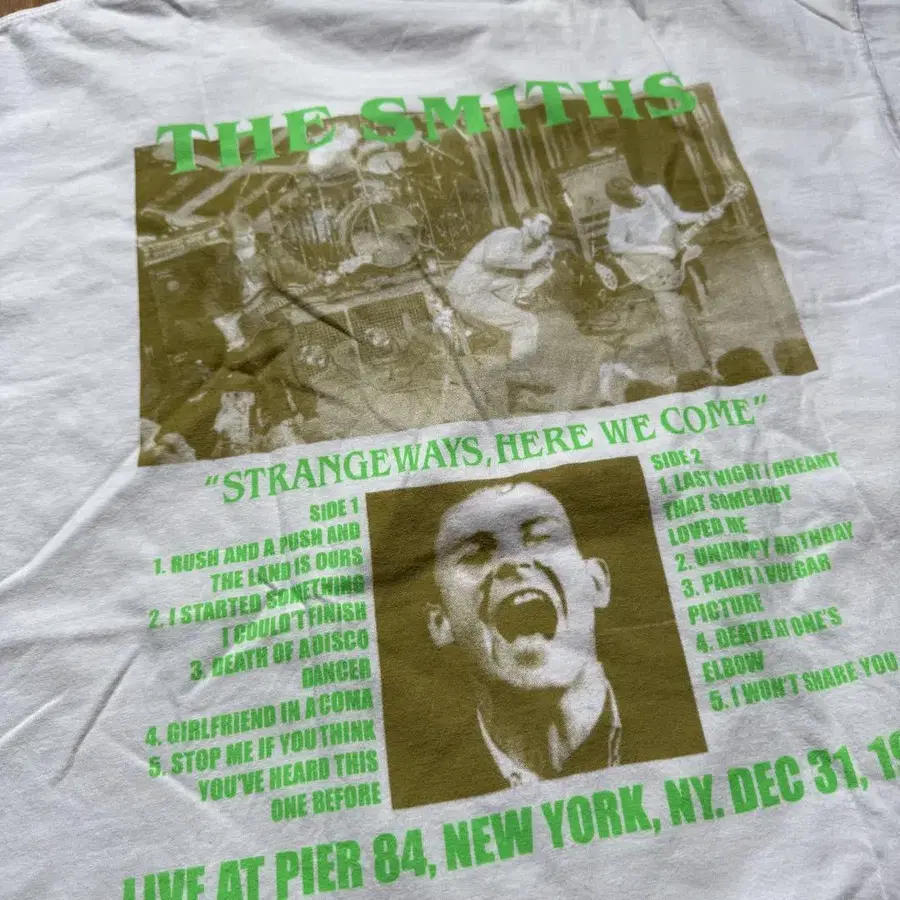 THE SMITHS
"STRANGEWAYS, HERE WE COME"
SIDE 1
1. RUSH AND A PUSH AND
THE LAND IS OURS
2. I STARTED SOMETHING
I COULD'T FINISH
3. DEATH OF A DISCO
DANCER
4. GIRLFRIEND IN A COMA
5. STOP ME IF YOU THINK
YOU'VE HEARD THIS
ONE BEFORE
SIDE 2
1. LAST NIGHT I DREAMT
THAT SOMEBODY
LOVED ME
2. UNHAPPY BIRTHDAY
3. PAINT A VULGAR
PICTURE
4. DEATH AT ONE'S
ELBOW
5. I WON'T SHARE YOU
LIVE AT PIER 84, NEW YORK, NY. DEC 31, 19